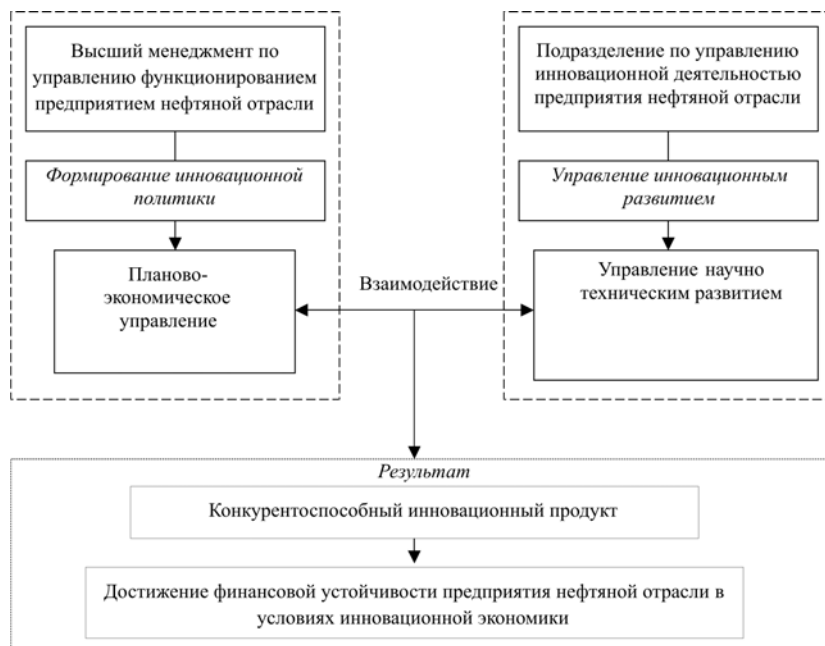 Высший менеджмент по
управлению функционированием
предприятием нефтяной отрасли
Формирование инновационной
политики
Планово-
экономическое
управление
Подразделение по управлению
инновационной деятельностью
предприятия нефтяной отрасли
Управление инновационным
развитием
Управление научно
техническим развитием
Взаимодействие
Результат
Конкурентоспособный инновационный продукт
Достижение финансовой устойчивости предприятия нефтяной отрасли в
условиях инновационной экономики